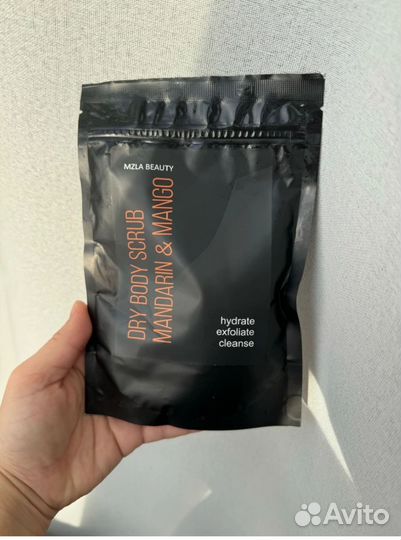 MZLA BEAUTY
DRY BODY SCRUB
MANDARIN & MANGO
hydrate
exfoliate
cleanse
Avito